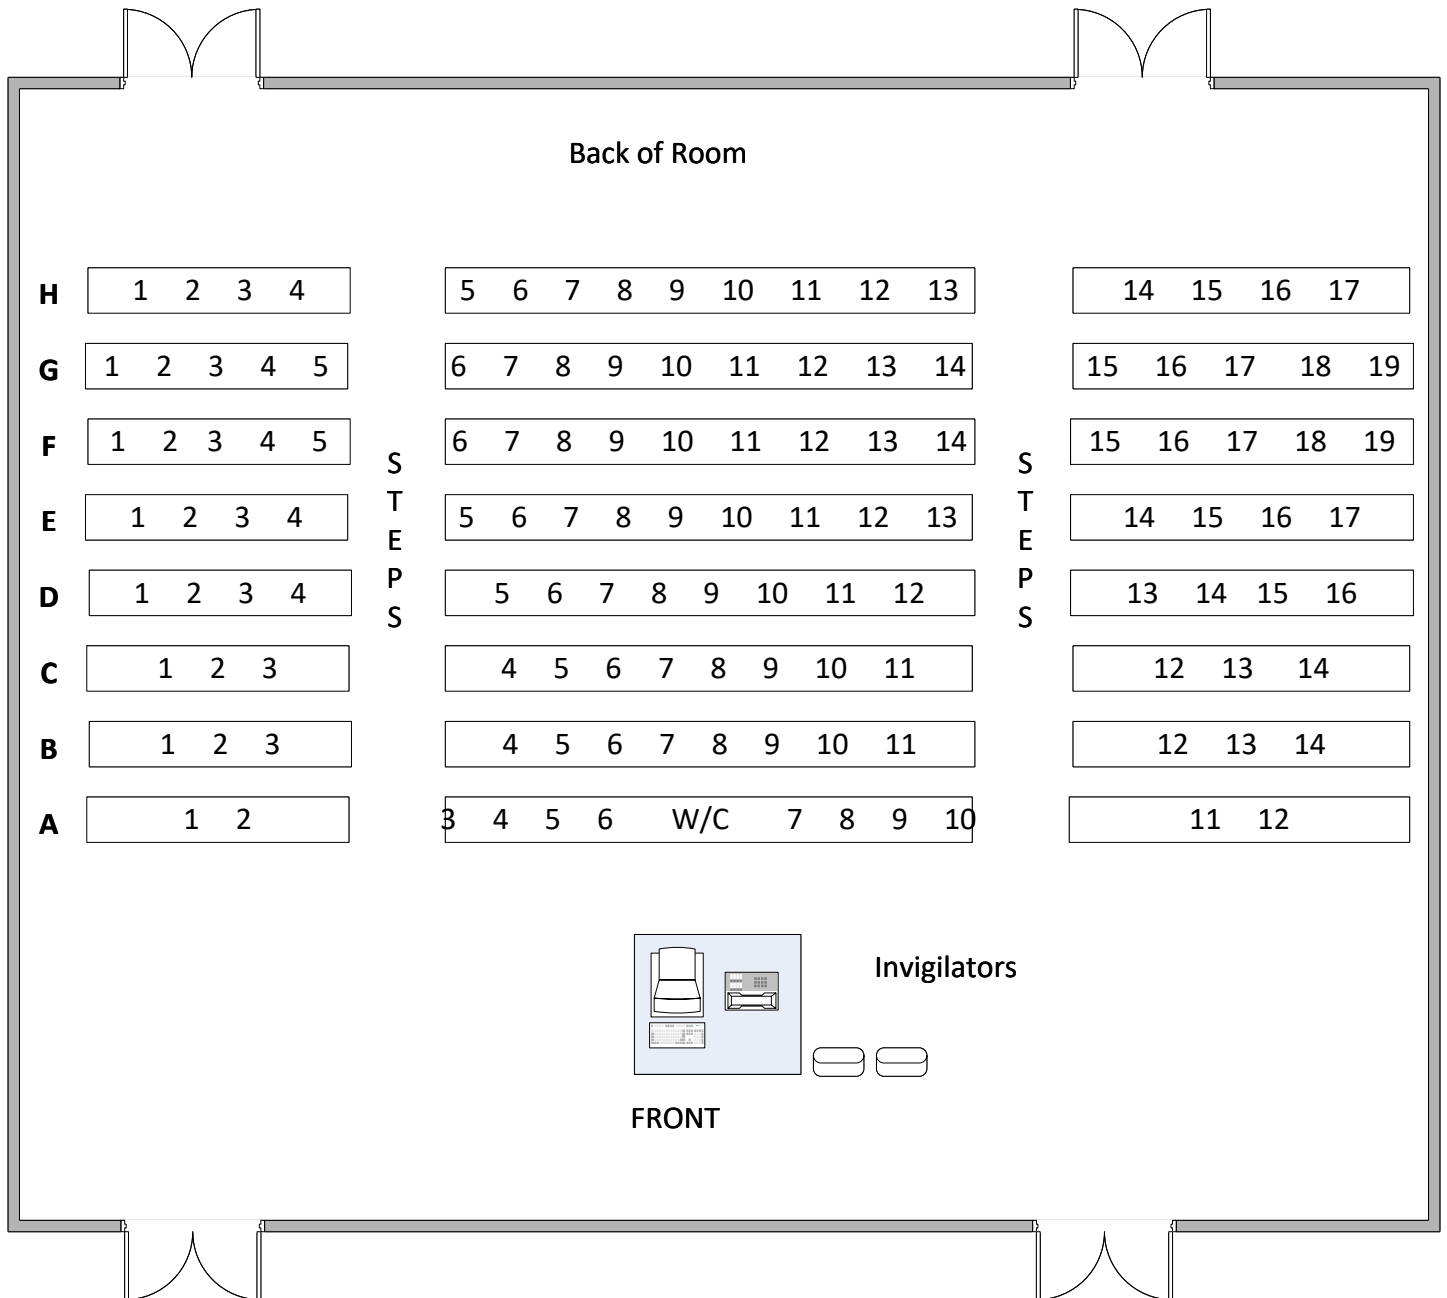 Back of Room
H 1 2 3 4 5 6 7 8 9 10 11 12 13 14 15 16 17
G 1 2 3 4 5 6 7 8 9 10 11 12 13 14 15 16 17 18 19
F 1 2 3 4 5 6 7 8 9 10 11 12 13 14 15 16 17 18 19
E 1 2 3 4 5 6 7 8 9 10 11 12 13 14 15 16 17
D 1 2 3 4 5 6 7 8 9 10 11 12 13 14 15 16
C 1 2 3 4 5 6 7 8 9 10 11 12 13 14
B 1 2 3 4 5 6 7 8 9 10 11 12 13 14
A 1 2 3 4 5 6 W/C 7 8 9 10 11 12
STEPS
STEPS
Invigilators
FRONT